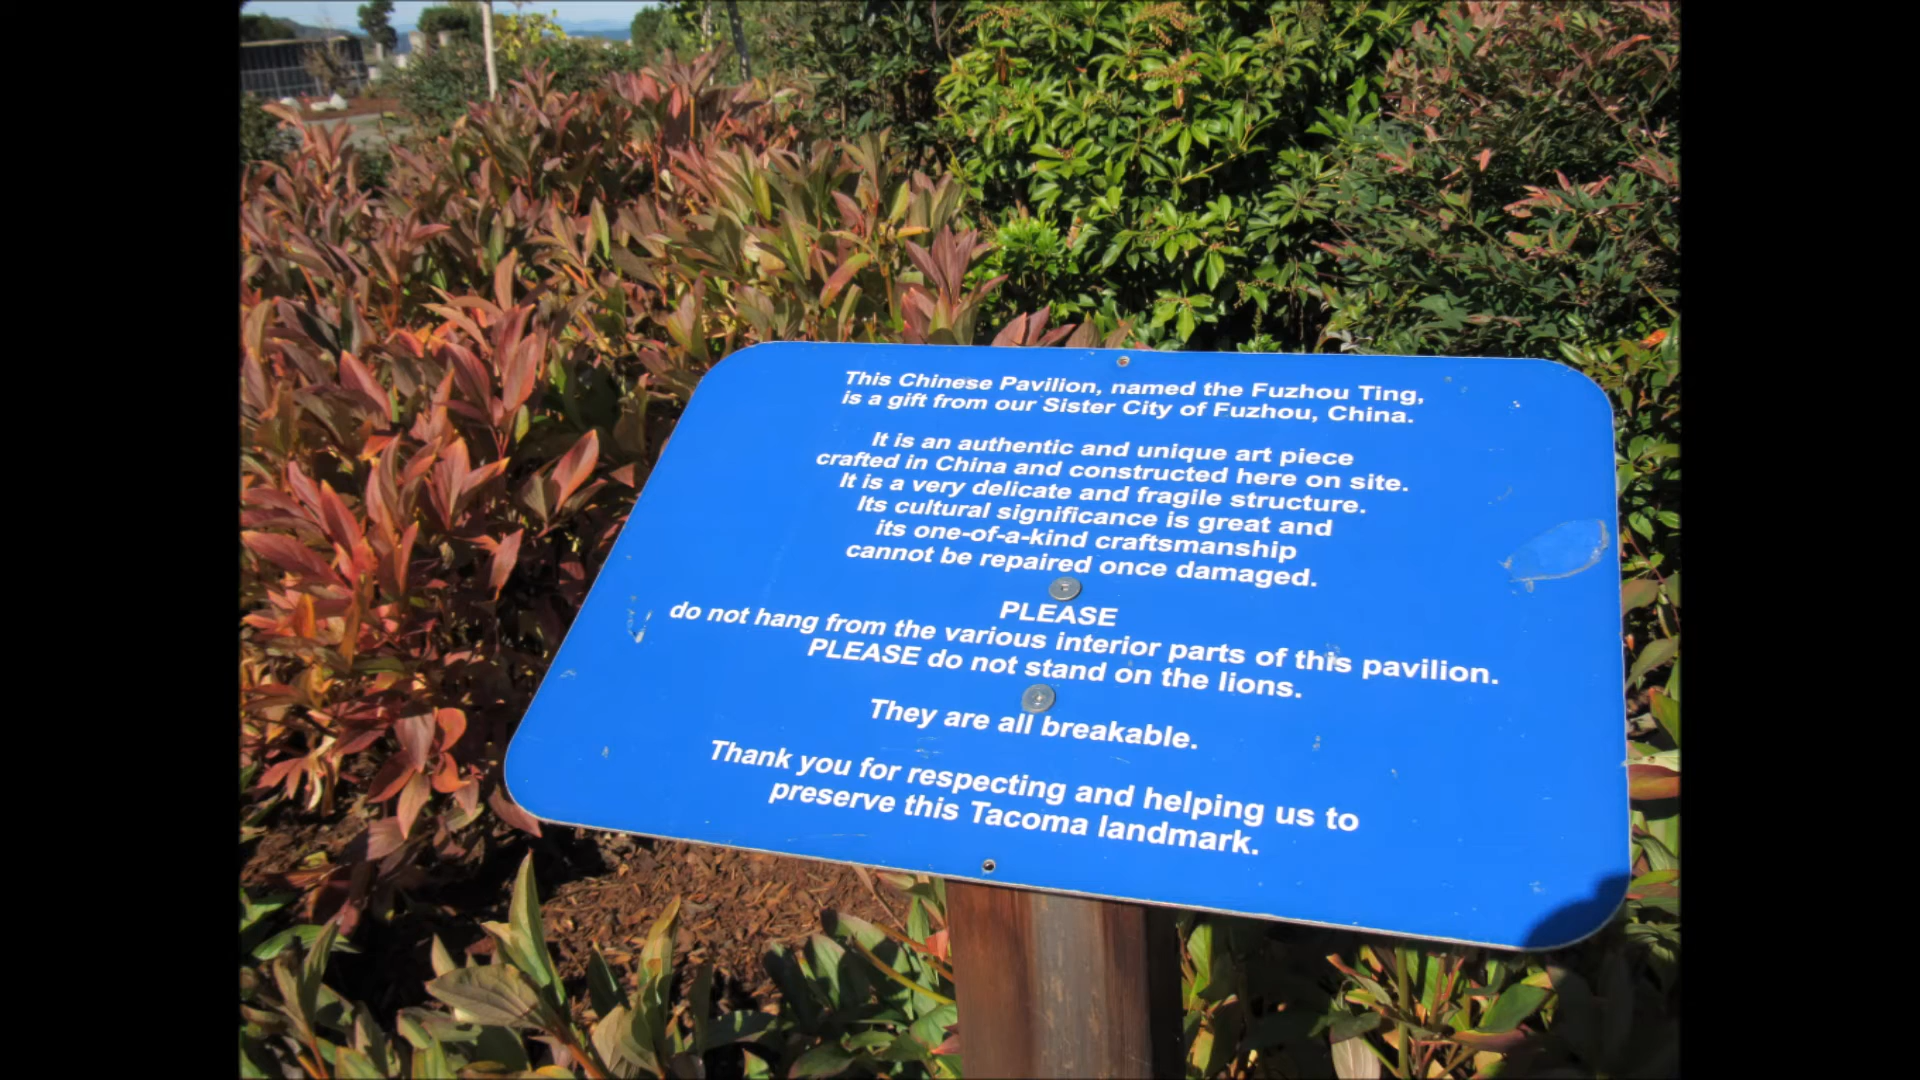 This Chinese Pavilion, named the Fuzhou Ting,
is a gift from our Sister City of Fuzhou, China.
It is an authentic and unique art piece
crafted in China and constructed here on site.
It is a very delicate and fragile structure.
Its cultural significance is great and
its one-of-a-kind craftsmanship
cannot be repaired once damaged.
PLEASE
do not hang from the various interior parts of this pavilion.
PLEASE do not stand on the lions.
They are all breakable.
Thank you for respecting and helping us to
preserve this Tacoma landmark.